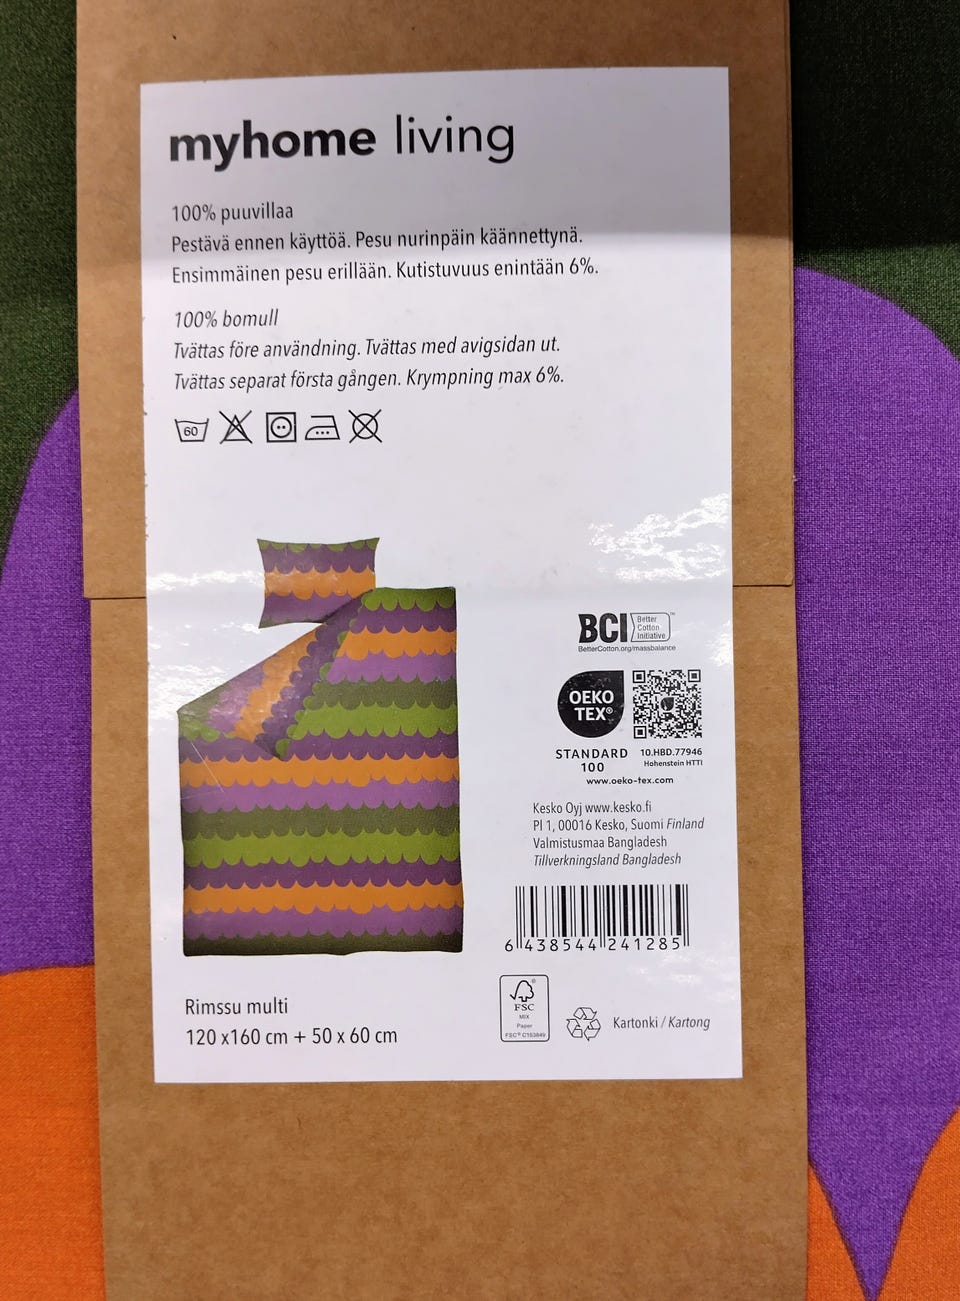 myhome living
100% puuvillaa
Pestävä ennen käyttöä. Pesu nurinpäin käännettynä.
Ensimmäinen pesu erillään. Kutistuvuus enintään 6%.
100% bomull
Tvättas före användning. Tvättas med avigsidan ut.
Tvättas separat första gången. Krympning max 6%.
60
BCI Better
Cotton
Initiative ™
BetterCotton.org/massbalance
OEKO
TEX®
STANDARD
100
10.HBD.77946
Hohenstein HTTI
www.oeko-tex.com
Kesko Oyj www.kesko.fi
Pl 1, 00016 Kesko, Suomi Finland
Valmistusmaa Bangladesh
Tillverkningsland Bangladesh
6 438544 241285
Rimssu multi
120 x160 cm + 50 x 60 cm
®
FSC
MIX
Paper
FSC® C153849
Kartonki / Kartong